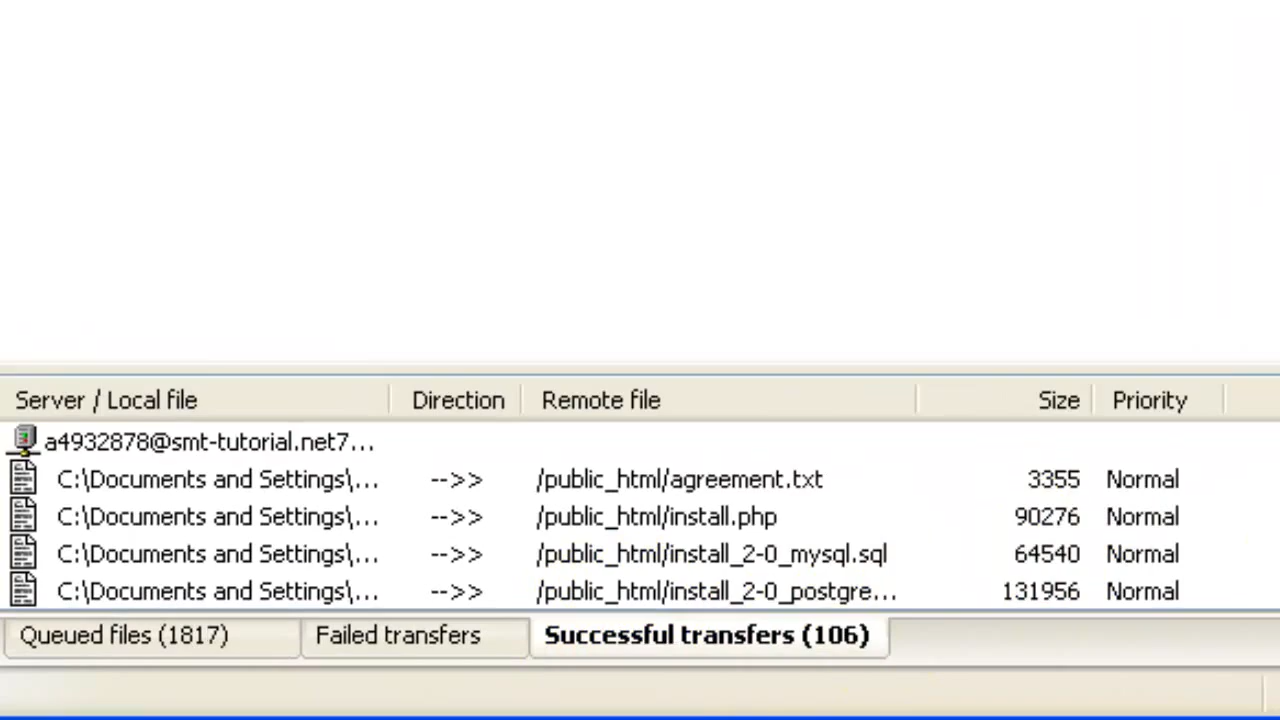 Server / Local file Direction Remote file Size Priority
a4932878@smt-tutorial.net7...
C:\Documents and Settings\... -->> /public_html/agreement.txt 3355 Normal
C:\Documents and Settings\... -->> /public_html/install.php 90276 Normal
C:\Documents and Settings\... -->> /public_html/install_2-0_mysql.sql 64540 Normal
C:\Documents and Settings\... -->> /public_html/install_2-0_postgre... 131956 Normal
Queued files (1817) Failed transfers Successful transfers (106)